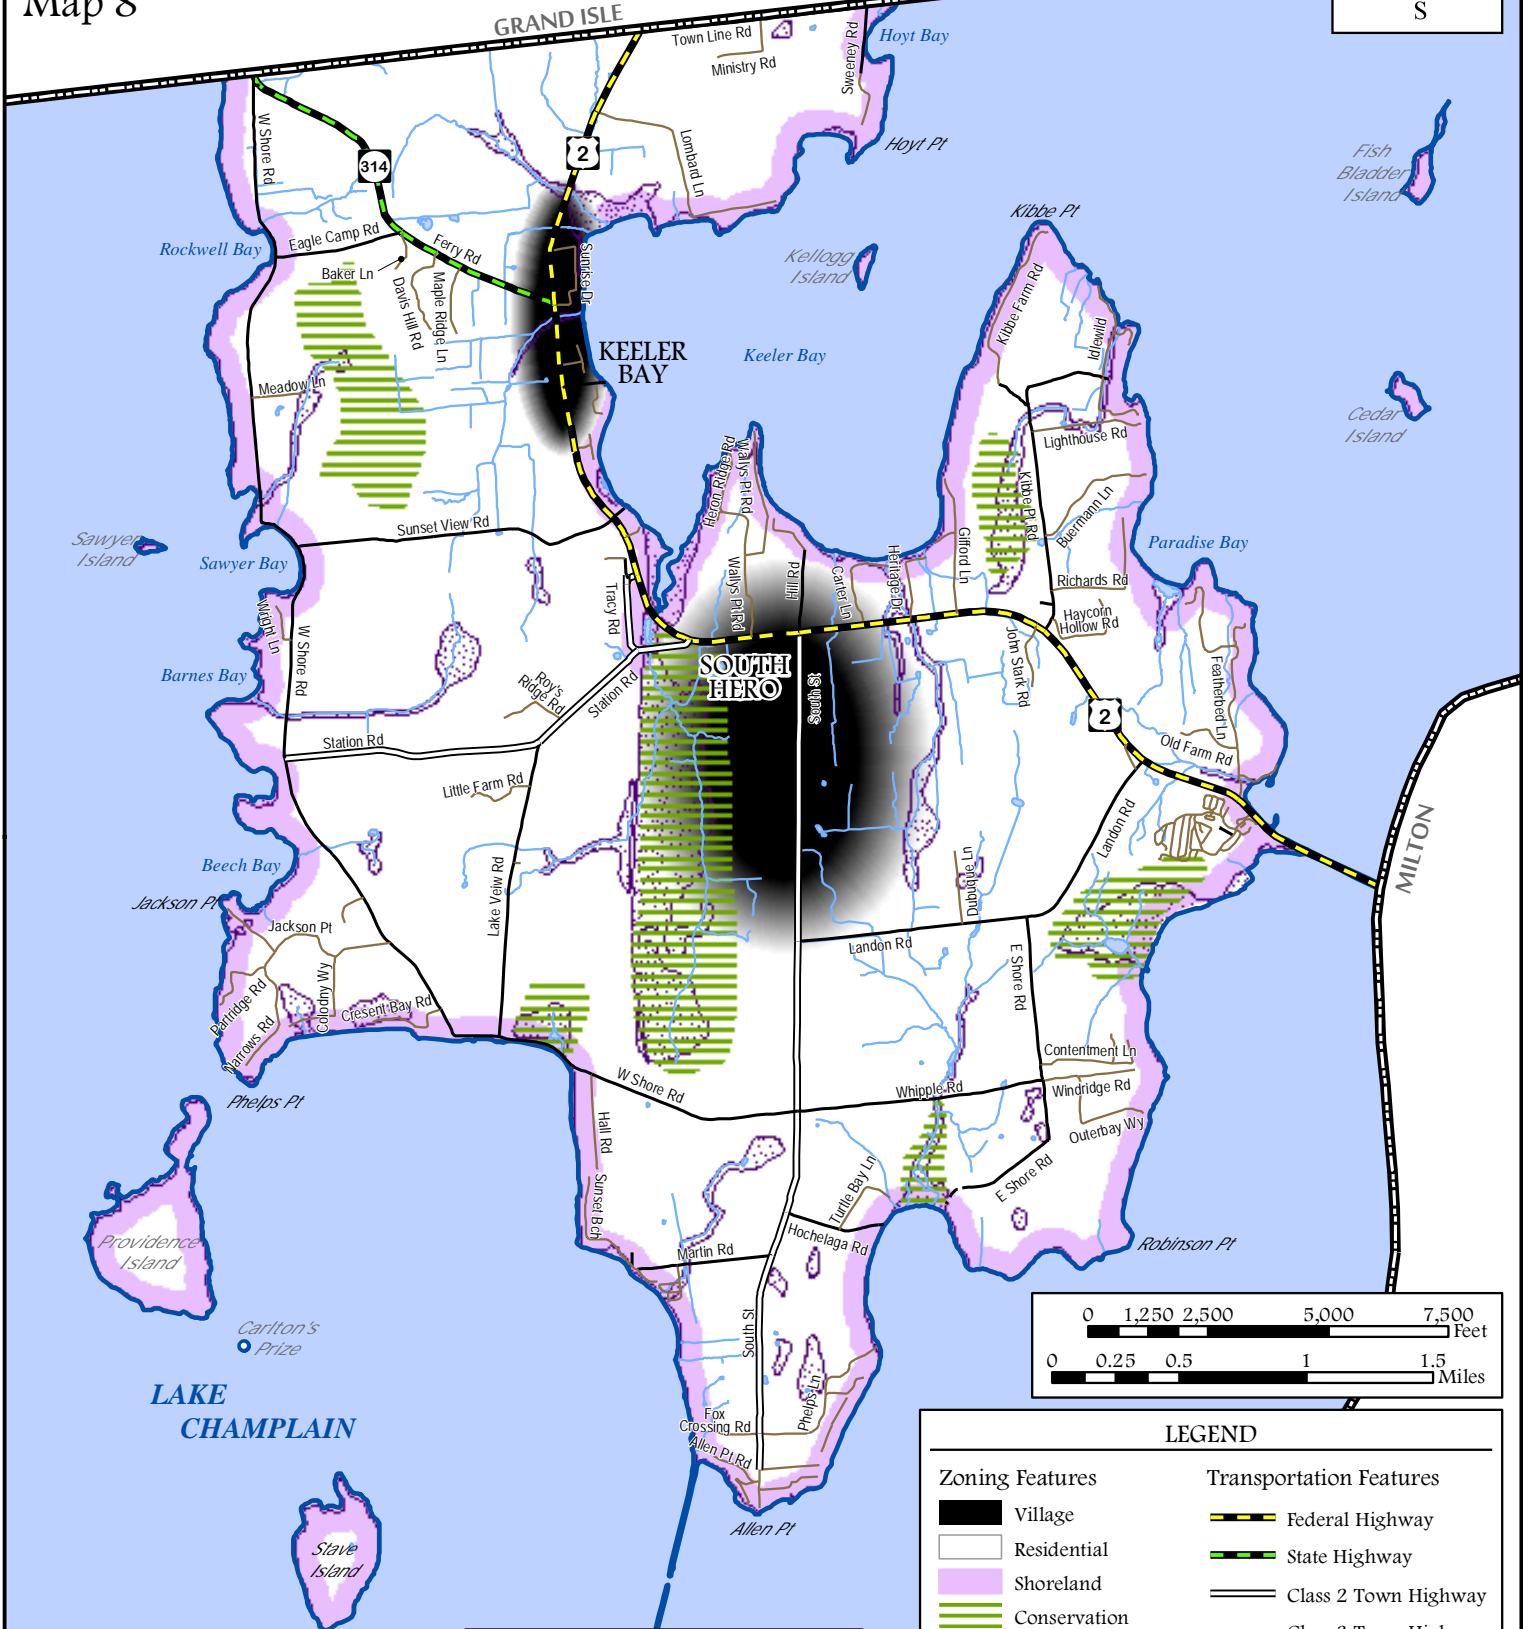 Map 8
GRAND ISLE
S
Town Line Rd
Ministry Rd
Sweeney Rd
Hoyt Bay
W Shore Rd
314
2
Lombard Ln
Hoyt Pt
Fish
Bladder
Island
Kibbe Pt
Rockwell Bay
Eagle Camp Rd
Ferry Rd
Baker Ln
Davis Hill Rd
Maple Ridge Ln
Sunrise Dr
Kellogg
Island
Kibbe Farm Rd
Idlewild
KEELER
BAY
Keeler Bay
Meadow Ln
Cedar
Island
Lighthouse Rd
Heron Ridge Rd
Wallys Pt Rd
Kibbe Pt Rd
Buermann Ln
Sunset View Rd
Sawyer
Island
Sawyer Bay
Gifford Ln
Paradise Bay
Wallys Pt Rd
Hill Rd
Carter Ln
Heritage Dr
Richards Rd
Haycorn
Hollow Rd
Wright Ln
W Shore Rd
Tracy Rd
John Stark Rd
Featherbed Ln
Barnes Bay
SOUTH
HERO
Roy's
Ridge Rd
Station Rd
South St
2
Station Rd
Old Farm Rd
Little Farm Rd
Landon Rd
MILTON
Beech Bay
Lake Veiw Rd
Dubuque Ln
Jackson Pt
Jackson Pt
Landon Rd
E Shore Rd
Partridge Rd
Colodny Wy
Cresent Bay Rd
Narrows Rd
Contentment Ln
W Shore Rd
Whipple Rd
Windridge Rd
Phelps Pt
Hall Rd
Outerbay Wy
Turtle Bay Ln
E Shore Rd
Sunset Bch
Providence
Island
Martin Rd
Hochelaga Rd
Robinson Pt
Carlton's
Prize
South St
0 1,250 2,500 5,000 7,500
Feet
0 0.25 0.5 1 1.5
Miles
LAKE
CHAMPLAIN
Fox
Crossing Rd
Phelps Ln
Allen Pt Rd
Allen Pt
Stave
Island
LEGEND
Zoning Features
Village
Residential
Shoreland
Conservation
Transportation Features
Federal Highway
State Highway
Class 2 Town Highway